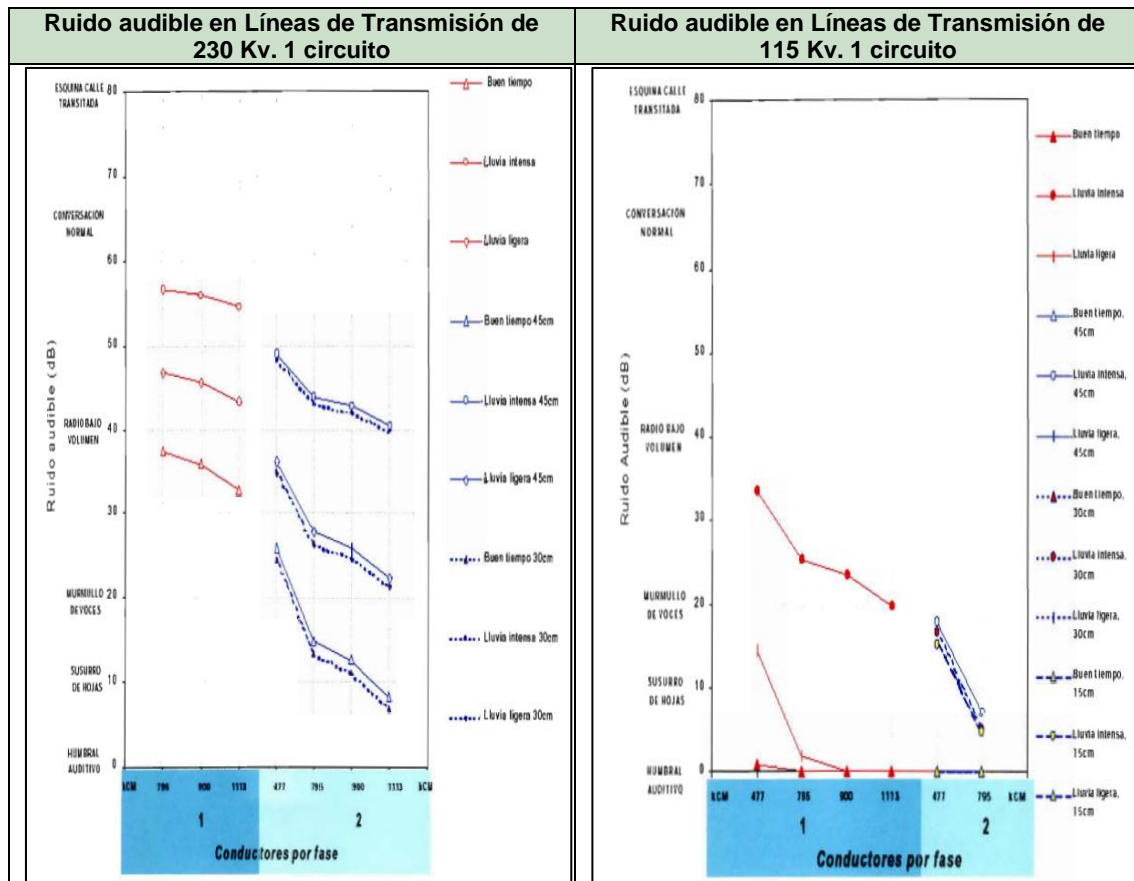 Ruido audible en Líneas de Transmisión de
230 Kv. 1 circuito
Ruido audible en Líneas de Transmisión de
115 Kv. 1 circuito
ESQUINA CALLE
TRANSITADA
80
70
CONVERSACIÓN
NORMAL
60
50
RADIO BAJO
VOLUMEN
40
30
MURMULLO
DE VOCES
20
SUSURRO
DE HOJAS
10
HUMBRAL
AUDITIVO
0
Ruido audible (dB)
Buen tiempo
Lluvia intensa
Lluvia ligera
Buen tiempo 45cm
Lluvia intensa 45cm
Lluvia ligera 45cm
Buen tiempo 30cm
Lluvia intensa 30cm
Lluvia ligera 30cm
KCM 795 900 1113 477 795 900 1113 KCM
1 2
Conductores por fase
ESQUINA CALLE
TRANSITADA
80
70
CONVERSACIÓN
NORMAL
60
50
RADIO BAJO
VOLUMEN
40
30
MURMULLO
DE VOCES
20
SUSURRO
DE HOJAS
10
HUMBRAL
AUDITIVO
0
Ruido Audible (dB)
Buen tiempo
Lluvia intensa
Lluvia ligera
Buen tiempo,
45cm
Lluvia intensa,
45cm
Lluvia ligera,
45cm
Buen tiempo,
30cm
Lluvia intensa,
30cm
Lluvia ligera,
30cm
Buen tiempo,
15cm
Lluvia intensa,
15cm
Lluvia ligera,
15cm
KCM 477 795 900 1113 477 795 KCM
1 2
Conductores por fase